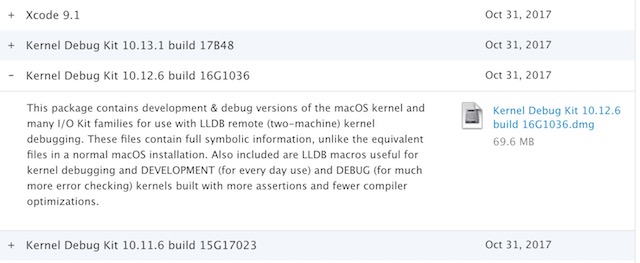 + Xcode 9.1 Oct 31, 2017
+ Kernel Debug Kit 10.13.1 build 17B48 Oct 31, 2017
− Kernel Debug Kit 10.12.6 build 16G1036 Oct 31, 2017
This package contains development & debug versions of the macOS kernel and
many I/O Kit families for use with LLDB remote (two-machine) kernel
debugging. These files contain full symbolic information, unlike the equivalent
files in a normal macOS installation. Also included are LLDB macros useful for
kernel debugging and DEVELOPMENT (for every day use) and DEBUG (for much
more error checking) kernels built with more assertions and fewer compiler
optimizations.
Kernel Debug Kit 10.12.6
build 16G1036.dmg
69.6 MB
+ Kernel Debug Kit 10.11.6 build 15G17023 Oct 31, 2017